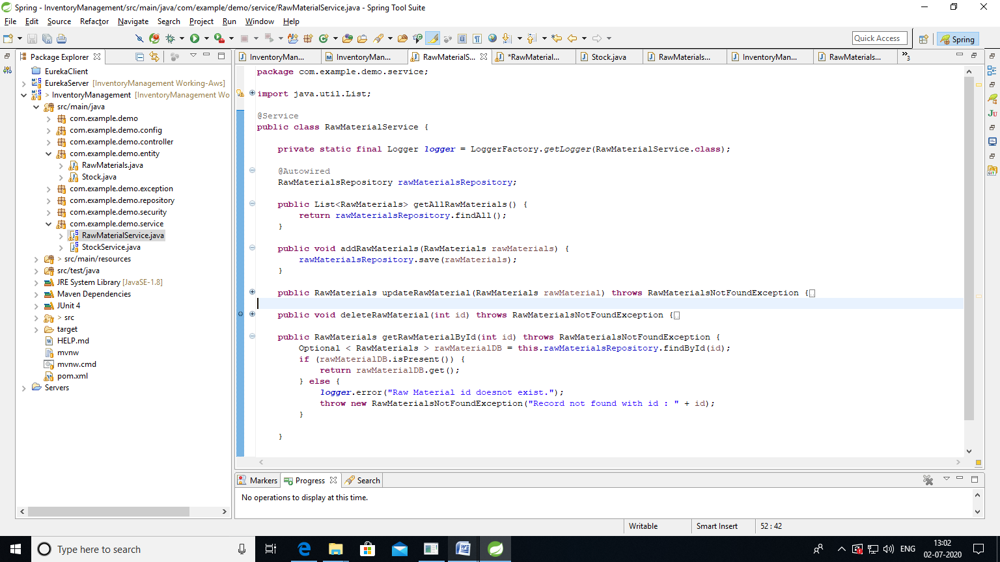 Spring - InventoryManagement/src/main/java/com/example/demo/service/RawMaterialService.java - Spring Tool Suite
File Edit Source Refactor Navigate Search Project Run Window Help
Quick Access
Spring
Package Explorer
EurekaClient
EurekaServer [InventoryManagement Working-Aws]
> InventoryManagement [InventoryManagement Wo
src/main/java
com.example.demo
com.example.demo.config
com.example.demo.controller
com.example.demo.entity
RawMaterials.java
Stock.java
com.example.demo.exception
com.example.demo.repository
com.example.demo.security
com.example.demo.service
RawMaterialService.java
StockService.java
> src/main/resources
src/test/java
JRE System Library [JavaSE-1.8]
Maven Dependencies
JUnit 4
> src
target
HELP.md
mvnw
mvnw.cmd
pom.xml
Servers
InventoryMan... InventoryMan... RawMaterialS... *RawMaterial... Stock.java RawMaterials... InventoryMan... RawMaterials... »3
package com.example.demo.service;
import java.util.List;
@Service
public class RawMaterialService {
private static final Logger logger = LoggerFactory.getLogger(RawMaterialService.class);
@Autowired
RawMaterialsRepository rawMaterialsRepository;
public List<RawMaterials> getAllRawMaterials() {
return rawMaterialsRepository.findAll();
}
public void addRawMaterials(RawMaterials rawMaterials) {
rawMaterialsRepository.save(rawMaterials);
}
public RawMaterials updateRawMaterial(RawMaterials rawMaterial) throws RawMaterialsNotFoundException {
public void deleteRawMaterial(int id) throws RawMaterialsNotFoundException {
public RawMaterials getRawMaterialById(int id) throws RawMaterialsNotFoundException {
Optional < RawMaterials > rawMaterialDB = this.rawMaterialsRepository.findById(id);
if (rawMaterialDB.isPresent()) {
return rawMaterialDB.get();
} else {
logger.error("Raw Material id doesnot exist.");
throw new RawMaterialsNotFoundException("Record not found with id : " + id);
}
}
Markers Progress Search
No operations to display at this time.
Writable Smart Insert 52 : 42
Type here to search
ENG
13:02
02-07-2020